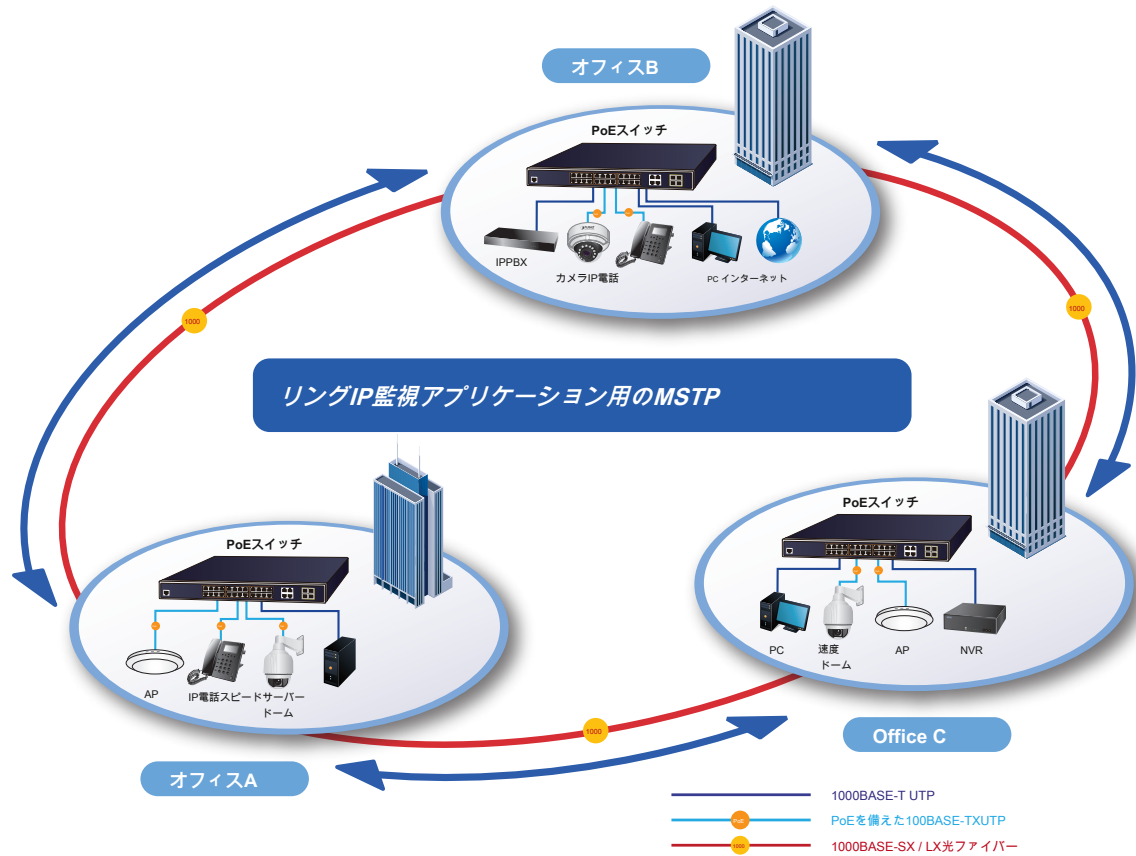 オフィスB
PoEスイッチ
IPPBX
カメラIP電話
PC インターネット
1000
1000
リングIP監視アプリケーション用のMSTP
PoEスイッチ
AP
IP電話スピードサーバー
ドーム
オフィスA
PoEスイッチ
PC
速度
ドーム
AP
NVR
Office C
1000
1000BASE-T UTP
PoE
PoEを備えた100BASE-TXUTP
1000
1000BASE-SX / LX光ファイバー